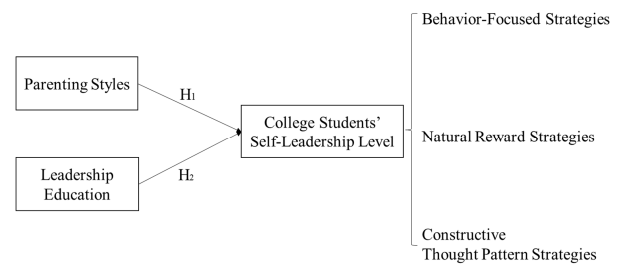 Behavior-Focused Strategies
Parenting Styles
H1
College Students'
Self-Leadership Level
Natural Reward Strategies
Leadership
Education
H2
Constructive
Thought Pattern Strategies